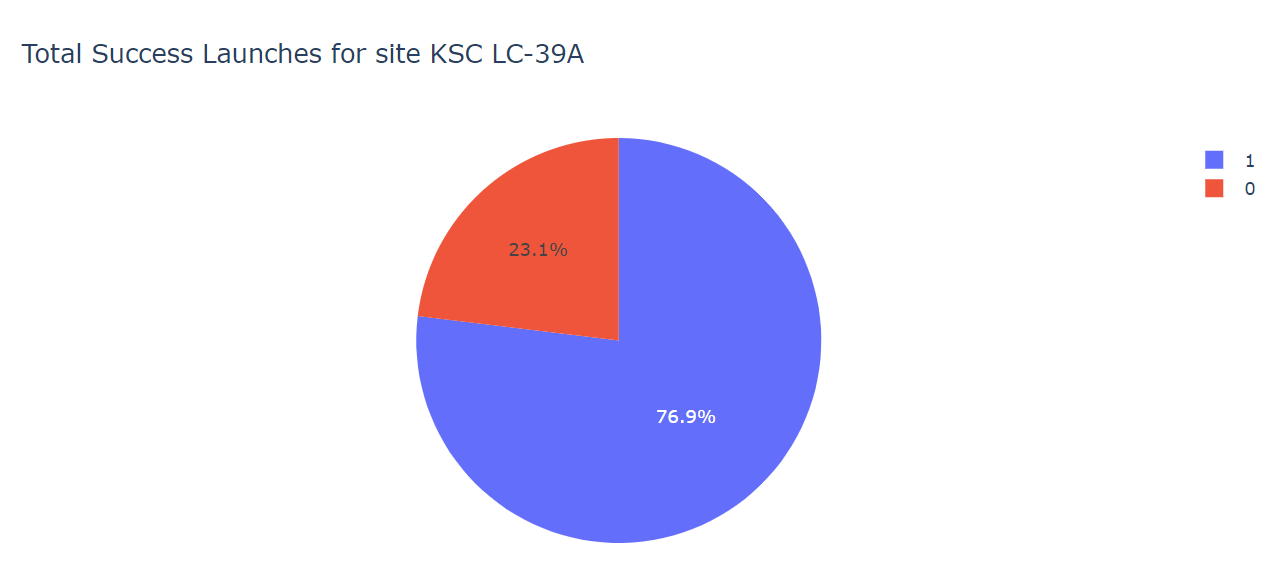 Total Success Launches for site KSC LC-39A
1
0
23.1%
76.9%